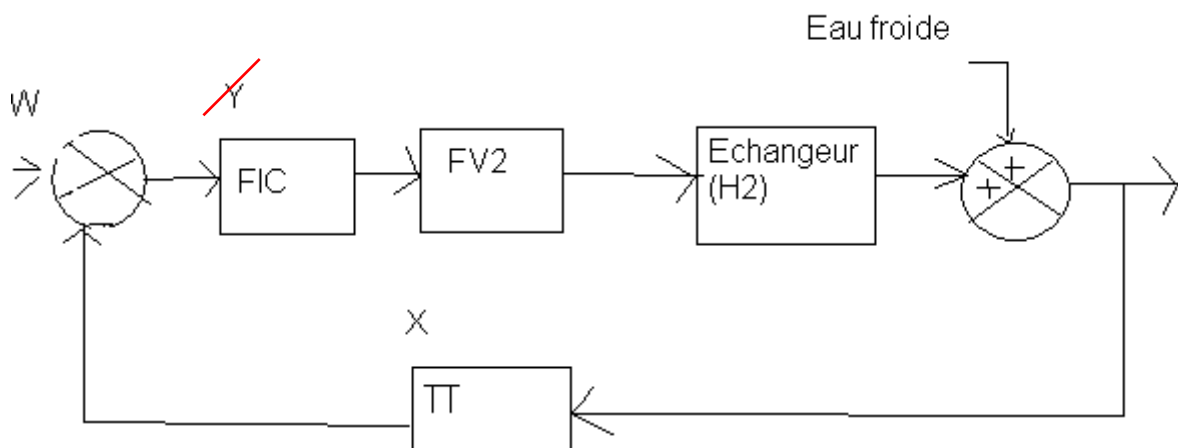 Eau froide
W
Y
FIC
FV2
Echangeur
(H2)
+
+
X
TT